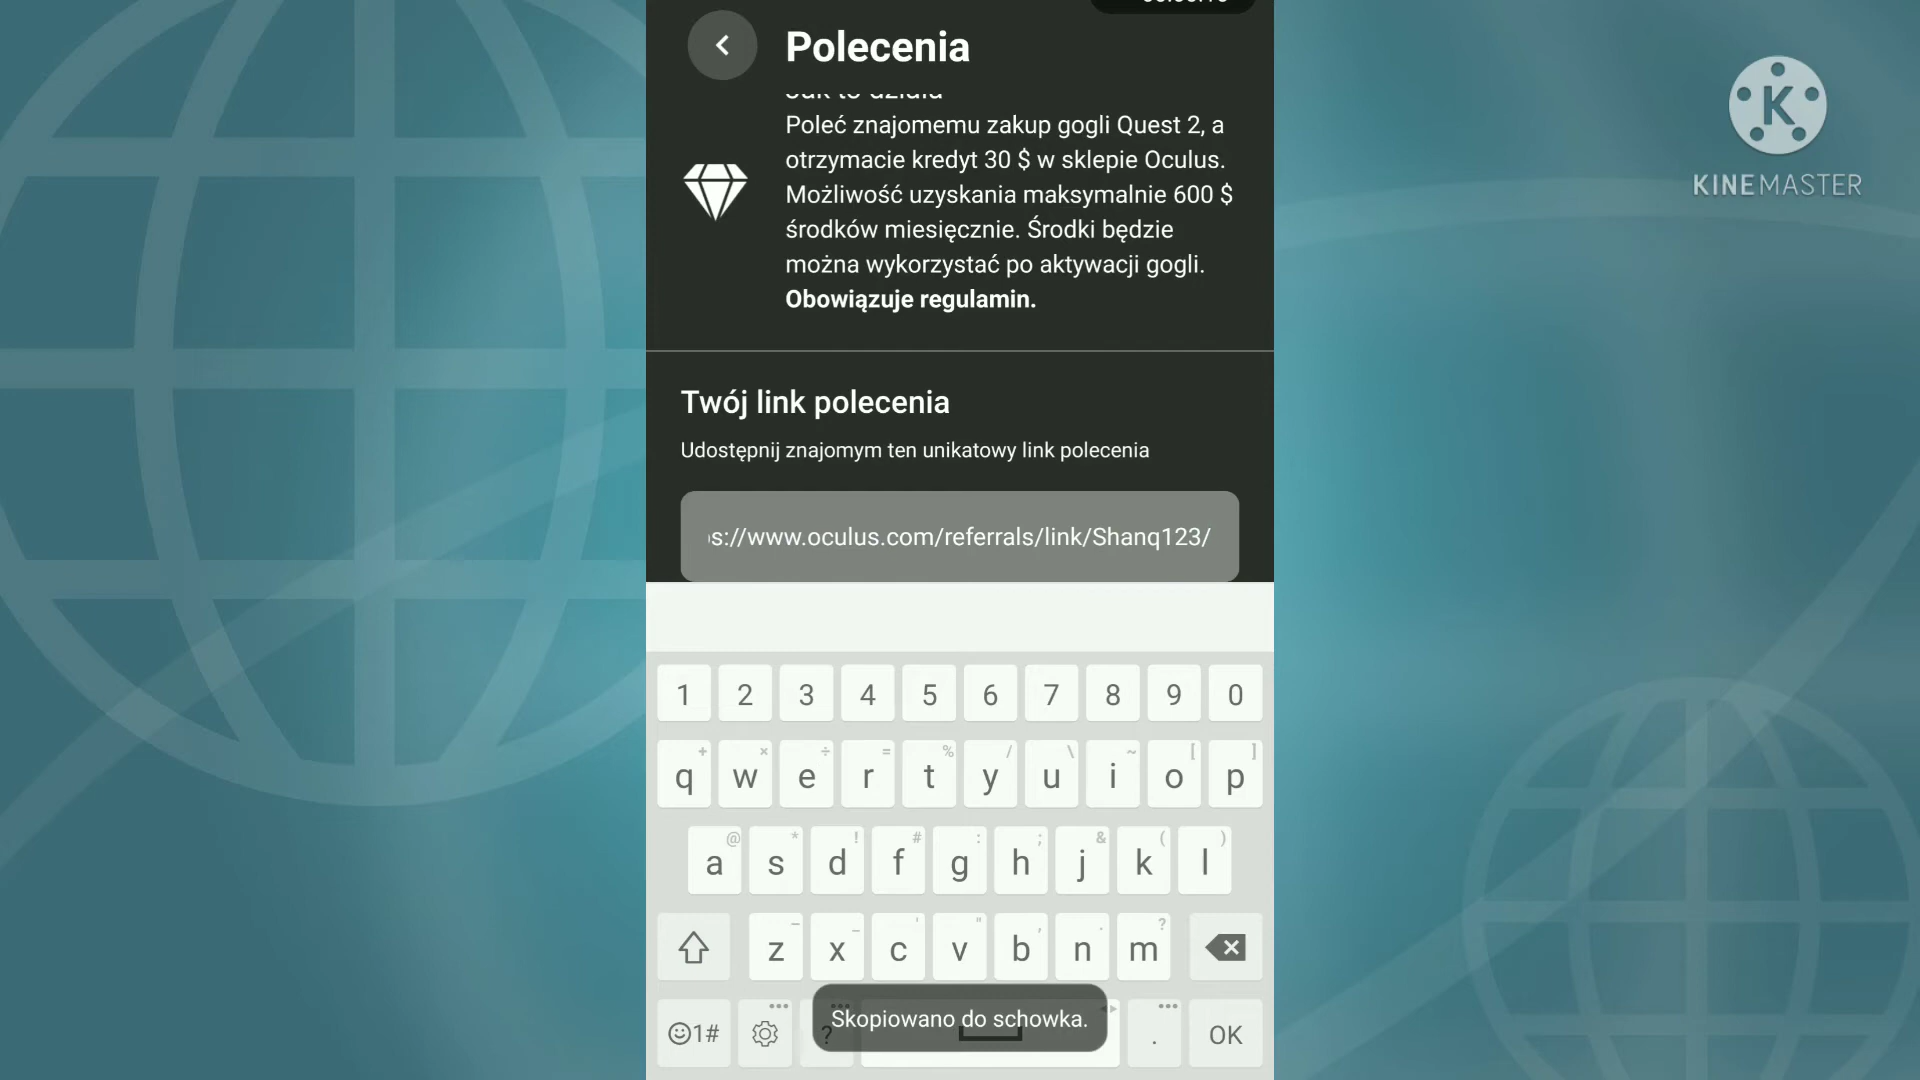 Polecenia
Jak to działa
Poleć znajomemu zakup gogli Quest 2, a
otrzymacie kredyt 30 $ w sklepie Oculus.
Możliwość uzyskania maksymalnie 600 $
środków miesięcznie. Środki będzie
można wykorzystać po aktywacji gogli.
Obowiązuje regulamin.
K
KINEMASTER
Twój link polecenia
Udostępnij znajomym ten unikatowy link polecenia
s://www.oculus.com/referrals/link/Shanq123/
1 2 3 4 5 6 7 8 9 0
+ × ÷ = % / \ ~ [ ]
q w e r t y u i o p
@ * ! # : ; & ( )
a s d f g h j k l
– _ ' " , . ?
z x c v b n m
Skopiowano do schowka.
1# ? . OK